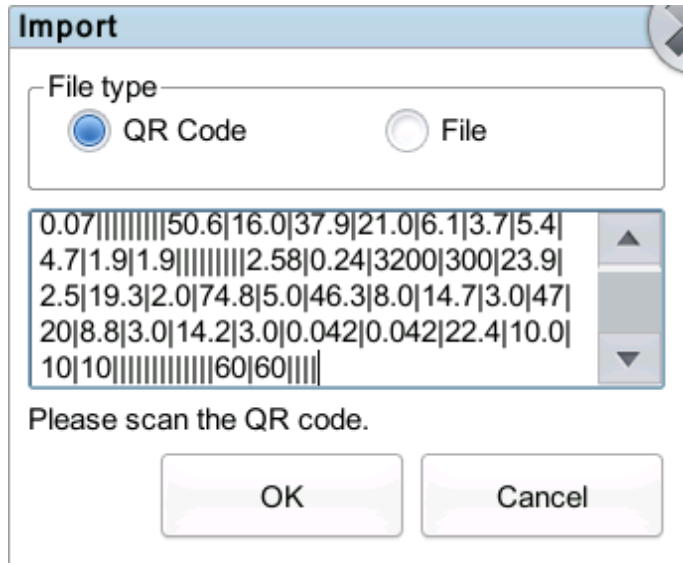 Import
File type
QR Code
File
0.07|||||||||50.6|16.0|37.9|21.0|6.1|3.7|5.4|
4.7|1.9|1.9|||||||||2.58|0.24|3200|300|23.9|
2.5|19.3|2.0|74.8|5.0|46.3|8.0|14.7|3.0|47|
20|8.8|3.0|14.2|3.0|0.042|0.042|22.4|10.0|
10|10|||||||||||||60|60||||
Please scan the QR code.
OK
Cancel